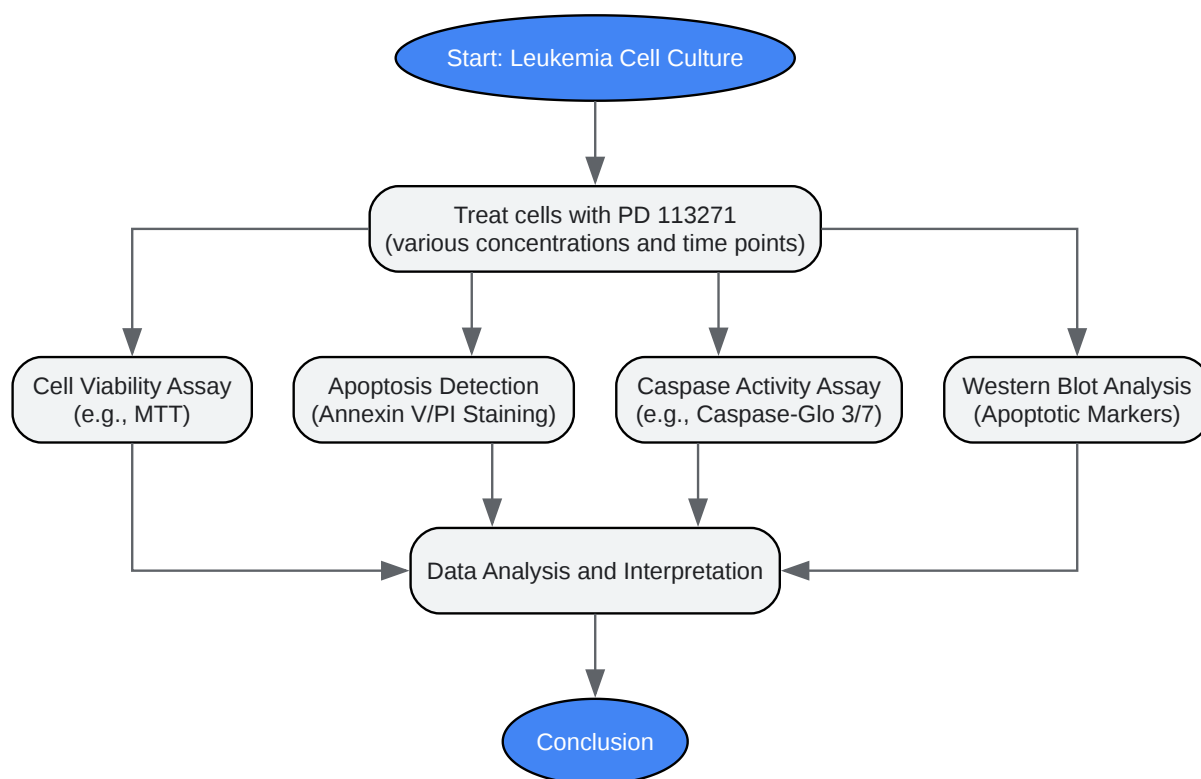 Start: Leukemia Cell Culture
Treat cells with PD 113271
(various concentrations and time points)
Cell Viability Assay
(e.g., MTT)
Apoptosis Detection
(Annexin V/PI Staining)
Caspase Activity Assay
(e.g., Caspase-Glo 3/7)
Western Blot Analysis
(Apoptotic Markers)
Data Analysis and Interpretation
Conclusion